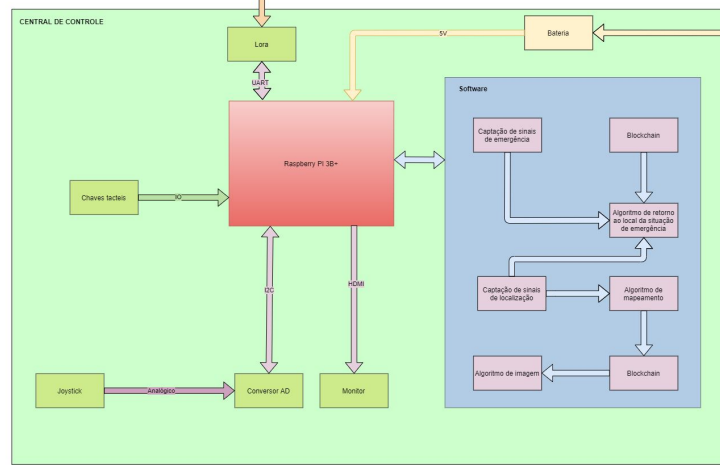 CENTRAL DE CONTROLE
Lora
5V
Bateria
UART
Software
Captação de sinais
de emergência
Blockchain
Raspberry PI 3B+
Chaves tacteis
IO
Algoritmo de retorno
ao local da situação
de emergência
I2C
HDMI
Captação de sinais
de localização
Algoritmo de
mapeamento
Joystick
Analógico
Conversor AD
Monitor
Algoritmo de imagem
Blockchain